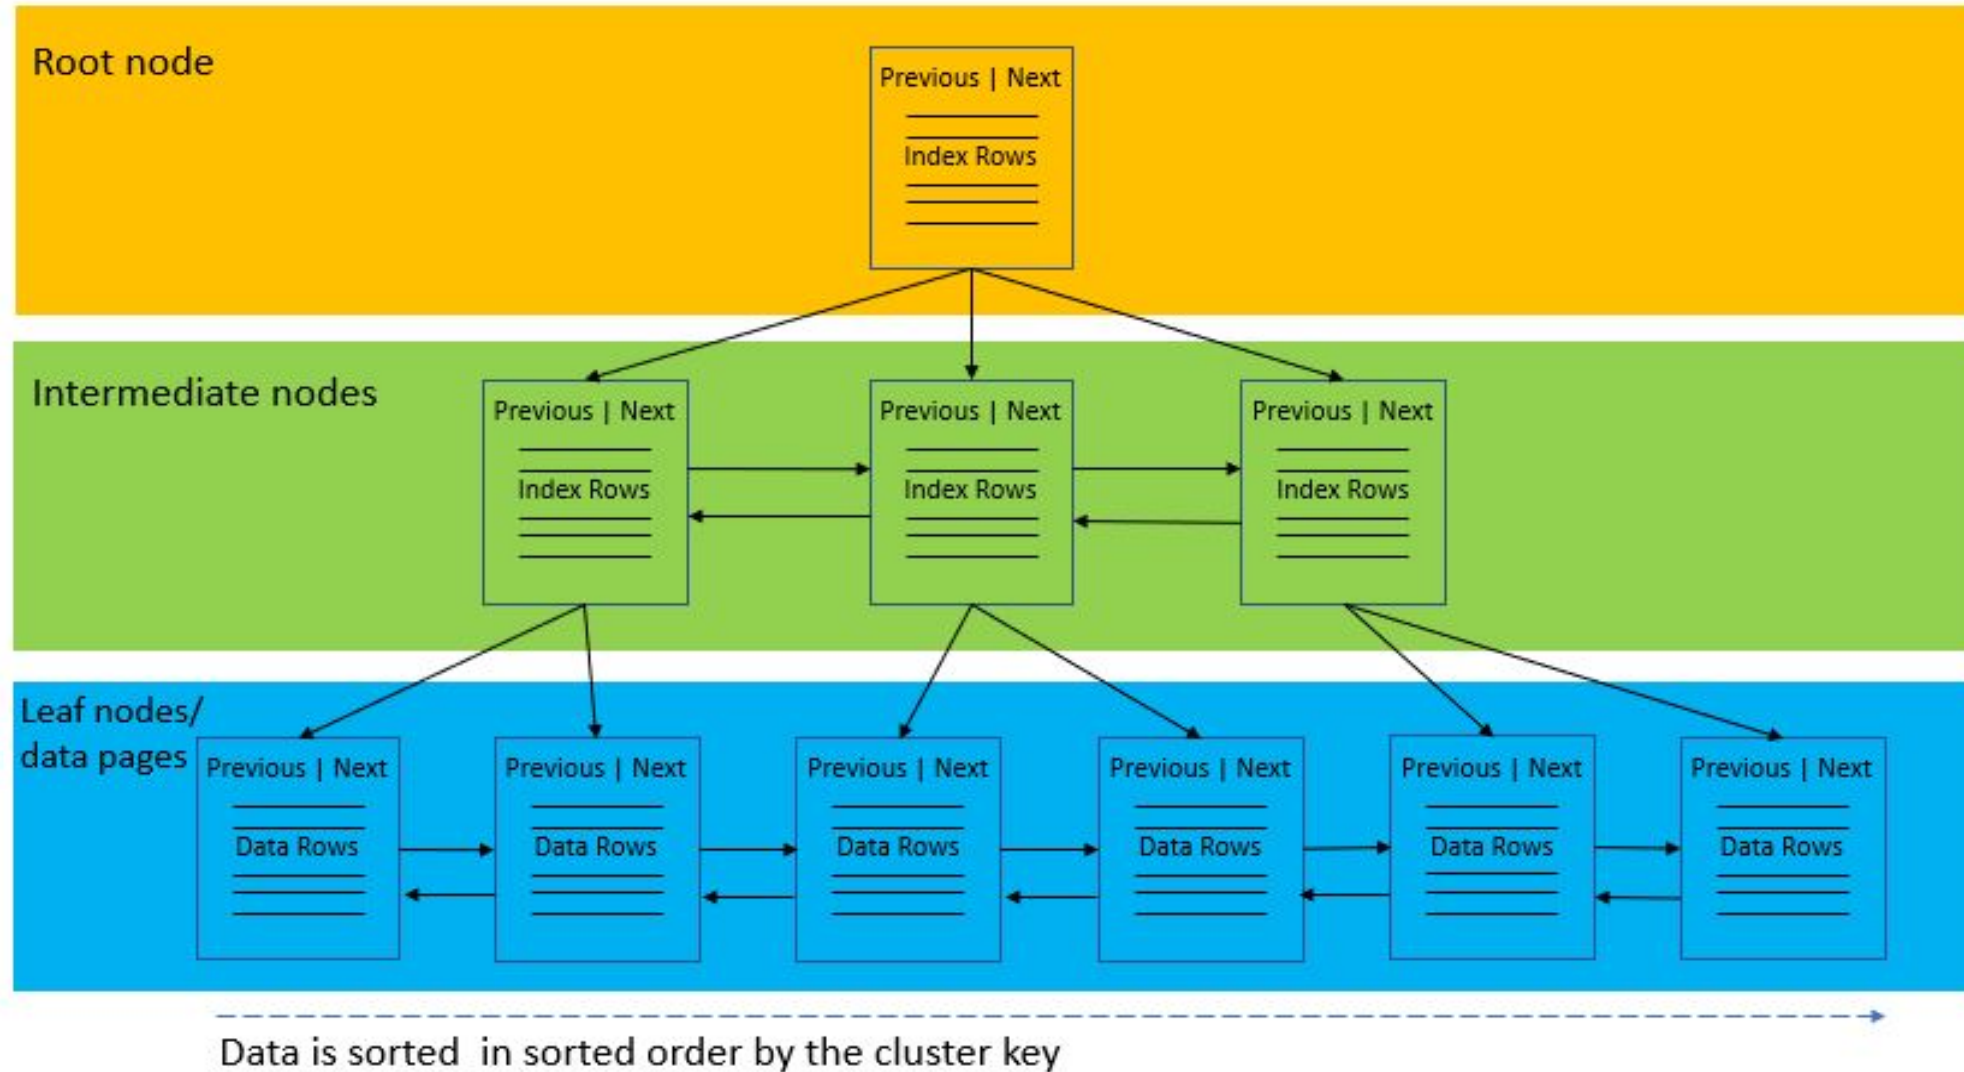 Root node
Previous | Next
Index Rows
Intermediate nodes
Previous | Next
Index Rows
Previous | Next
Index Rows
Previous | Next
Index Rows
Leaf nodes/
data pages
Previous | Next
Data Rows
Previous | Next
Data Rows
Previous | Next
Data Rows
Previous | Next
Data Rows
Previous | Next
Data Rows
Previous | Next
Data Rows
Data is sorted  in sorted order by the cluster key